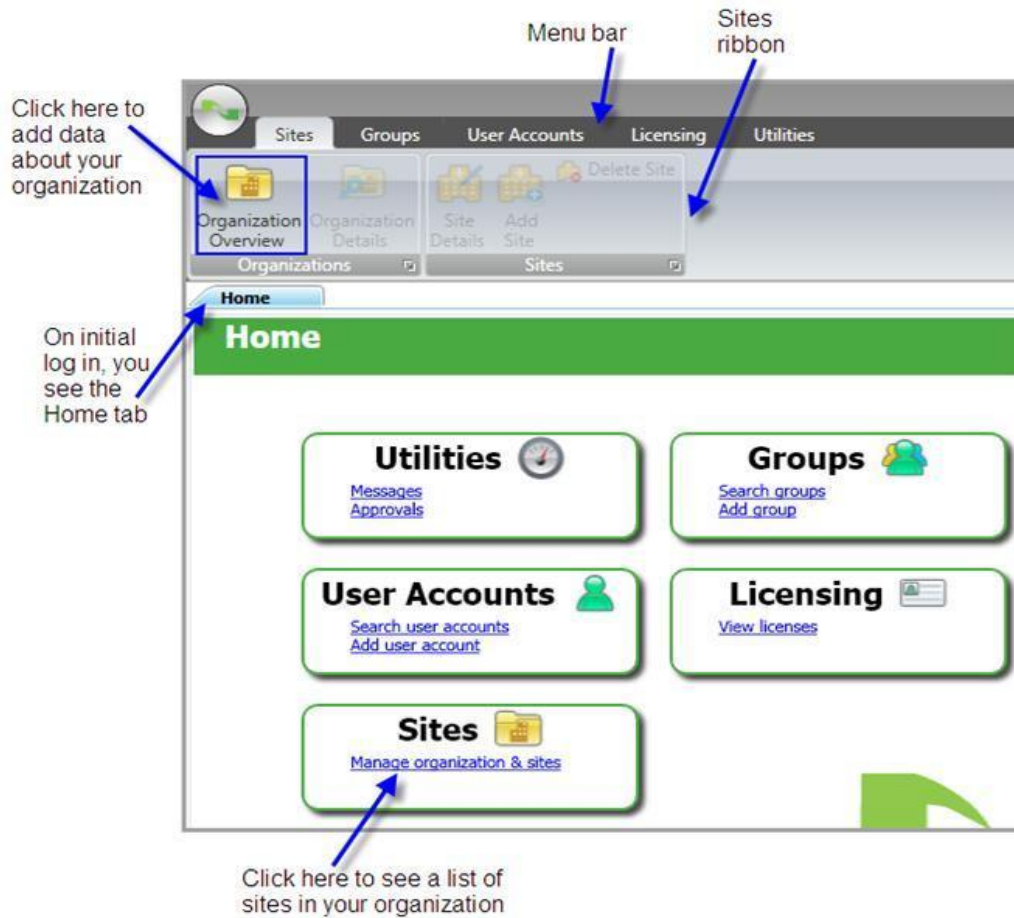 Menu bar
Sites
ribbon
Click here to
add data
about your
organization
Sites Groups User Accounts Licensing Utilities
Organization
Overview
Organization
Details
Site
Details
Add
Site
Delete Site
Organizations
Sites
Home
On initial
log in, you
see the
Home tab
Home
Utilities
Messages
Approvals
Groups
Search groups
Add group
User Accounts
Search user accounts
Add user account
Licensing
View licenses
Sites
Manage organization & sites
Click here to see a list of
sites in your organization